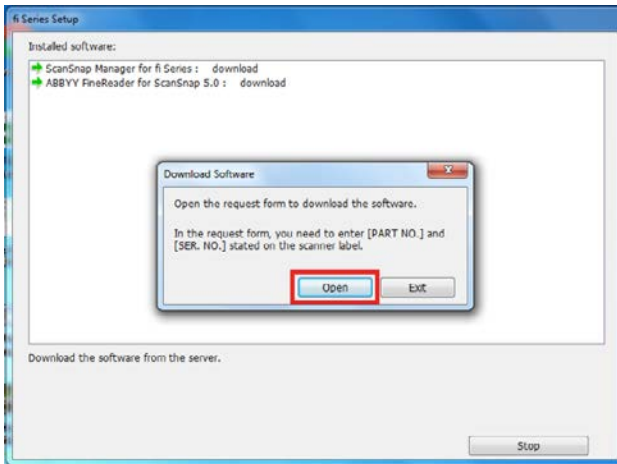 fi Series Setup
Installed software:
ScanSnap Manager for fi Series : download
ABBYY FineReader for ScanSnap 5.0 : download
Download Software
Open the request form to download the software.
In the request form, you need to enter [PART NO.] and
[SER. NO.] stated on the scanner label.
Open Exit
Download the software from the server.
Stop